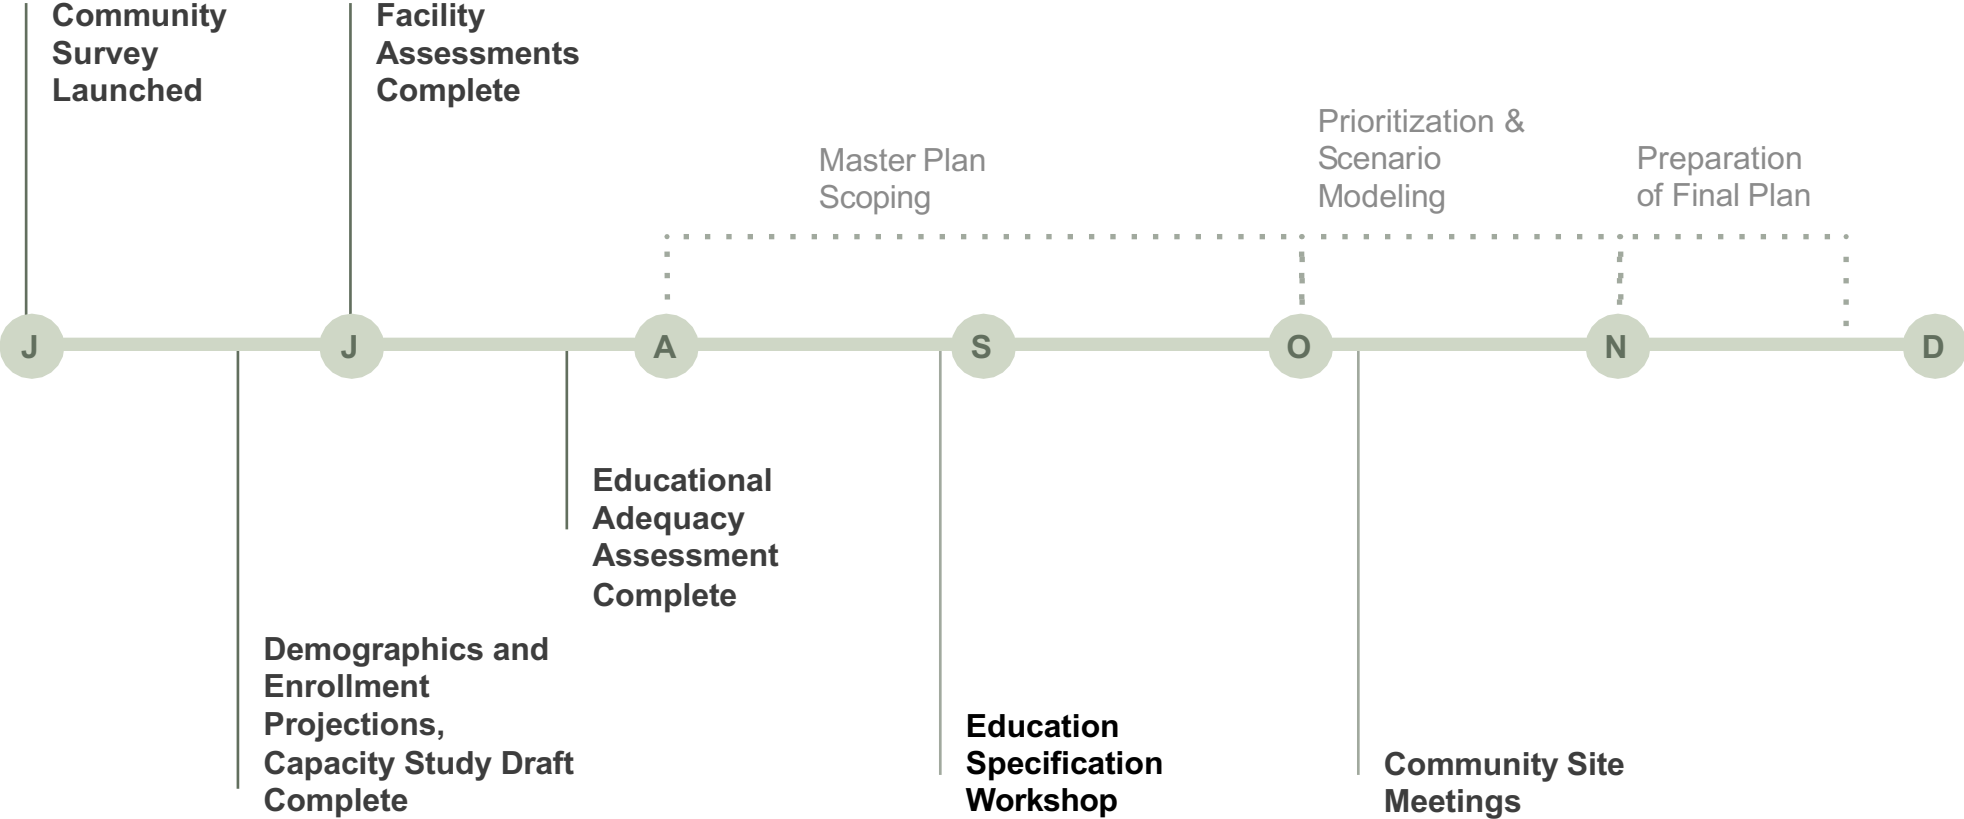 Community
Survey
Launched
Facility
Assessments
Complete
Master Plan
Scoping
Prioritization &
Scenario
Modeling
Preparation
of Final Plan
J
J
A
S
O
N
D
Educational
Adequacy
Assessment
Complete
Demographics and
Enrollment
Projections,
Capacity Study Draft
Complete
Education
Specification
Workshop
Community Site
Meetings